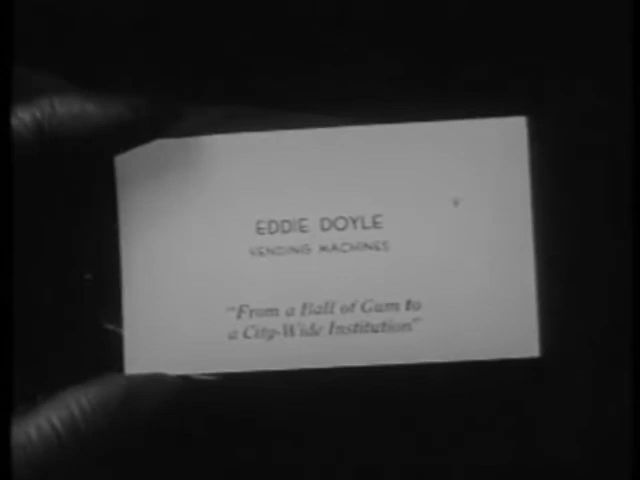 EDDIE DOYLE
VENDING MACHINES
"From a Ball of Gum to
a City-Wide Institution"